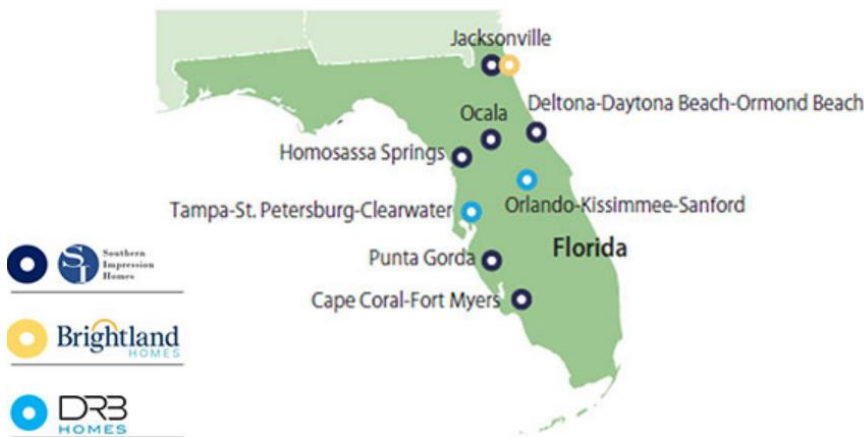 Jacksonville
Deltona-Daytona Beach-Ormond Beach
Ocala
Homosassa Springs
Orlando-Kissimmee-Sanford
Tampa-St. Petersburg-Clearwater
Florida
Punta Gorda
Cape Coral-Fort Myers
SI
Southern
Impression
Homes
Brightland
HOMES
DRB
HOMES